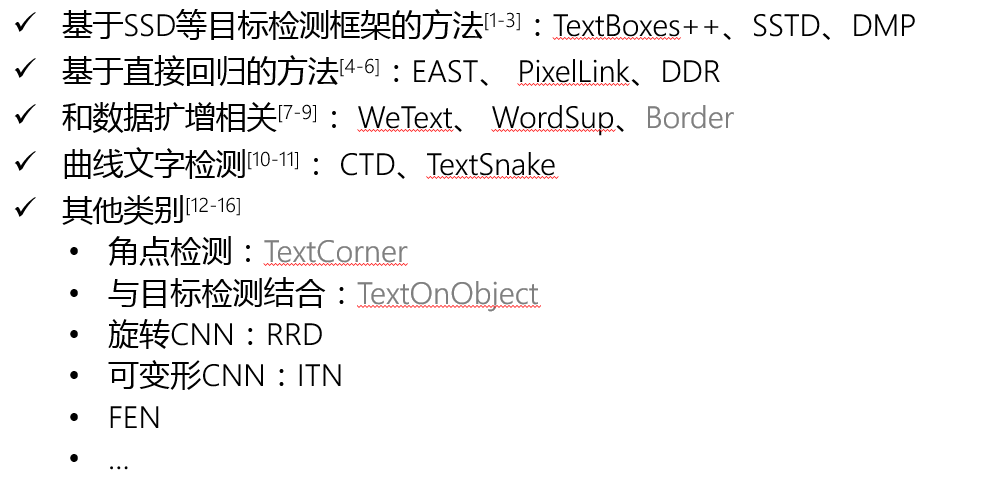 ✓ 基于SSD等目标检测框架的方法[1-3]：TextBoxes++、SSTD、DMP
✓ 基于直接回归的方法[4-6]：EAST、 PixelLink、DDR
✓ 和数据扩增相关[7-9]： WeText、 WordSup、Border
✓ 曲线文字检测[10-11]： CTD、TextSnake
✓ 其他类别[12-16]
• 角点检测：TextCorner
• 与目标检测结合：TextOnObject
• 旋转CNN：RRD
• 可变形CNN：ITN
• FEN
• ...